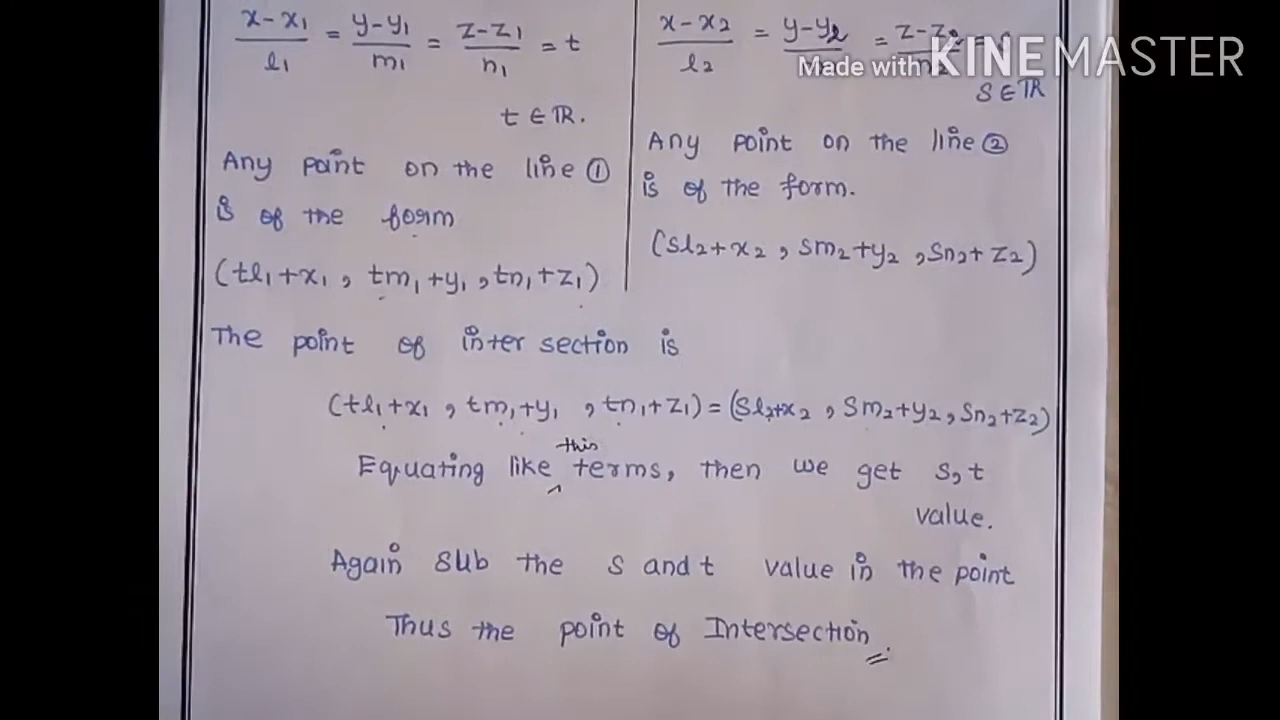 x-x₁/l₁ = y-y₁/m₁ = z-z₁/n₁ = t
t ∈ ℝ.
Any point on the line ①
is of the form
(tl₁+x₁, tm₁+y₁, tn₁+z₁)
x-x₂/l₂ = y-y₂ = z-z₂/n₂
Made with KINEMASTER
S ∈ ℝ
Any point on the line ②
is of the form.
(sl₂+x₂, sm₂+y₂, sn₂+z₂)
The point of inter section is
(tl₁+x₁, tm₁+y₁, tn₁+z₁) = (sl₂+x₂, sm₂+y₂, sn₂+z₂)
this
Equating like terms, then we get s, t
value.
Again sub the s and t value in the point
Thus the point of Intersection.